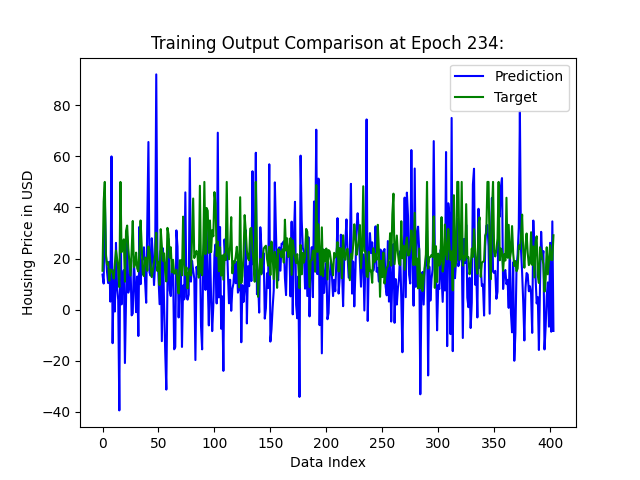 Training Output Comparison at Epoch 234:
Prediction
Target
80
60
40
20
0
−20
−40
Housing Price in USD
0 50 100 150 200 250 300 350 400
Data Index